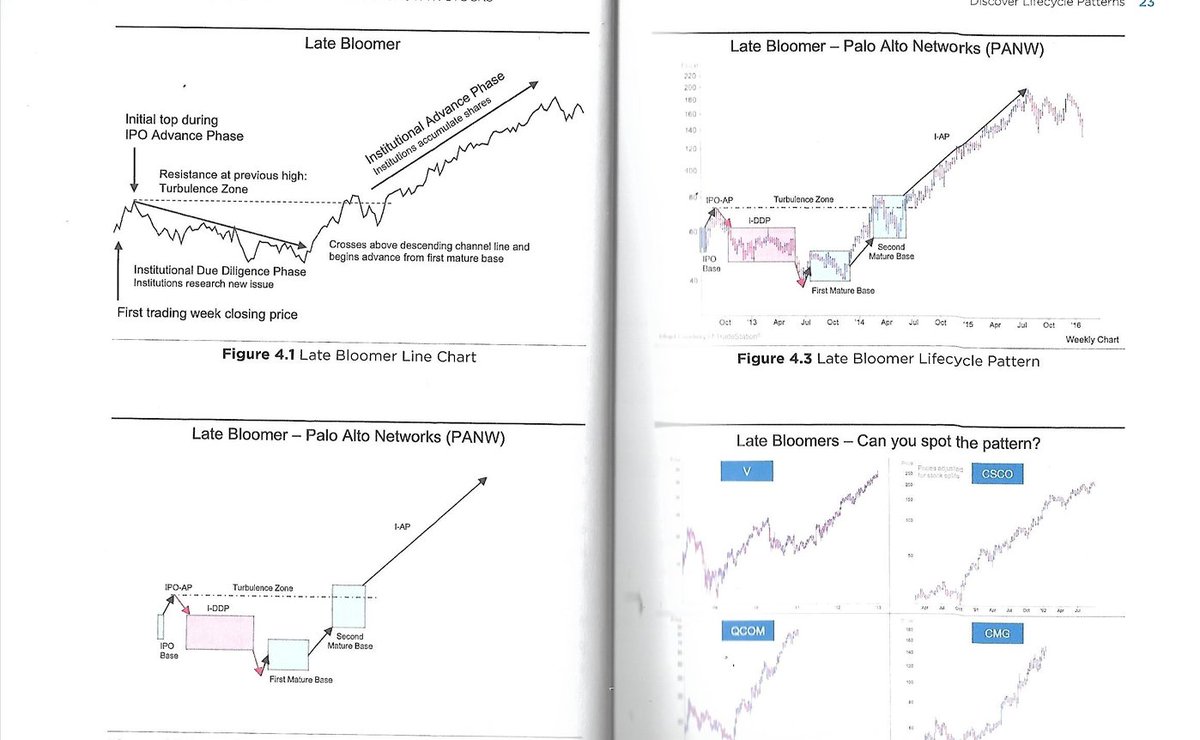 Late Bloomer
Initial top during
IPO Advance Phase
Resistance at previous high:
Turbulence Zone
Institutional Advance Phase
Institutions accumulate shares
Crosses above descending channel line and
begins advance from first mature base
Institutional Due Diligence Phase
Institutions research new issue
First trading week closing price
Figure 4.1 Late Bloomer Line Chart
Late Bloomer – Palo Alto Networks (PANW)
I-AP
IPO-AP
Turbulence Zone
I-DDP
IPO
Base
Second
Mature Base
First Mature Base
Discover Lifecycle Patterns 23
Late Bloomer – Palo Alto Networks (PANW)
220
200
180
160
140
120
100
80
60
40
I-AP
IPO-AP
Turbulence Zone
I-DDP
IPO
Base
Second
Mature Base
First Mature Base
Oct '13 Apr Jul Oct '14 Apr Jul Oct '15 Apr Jul Oct '16
Weekly Chart
Figure 4.3 Late Bloomer Lifecycle Pattern
Late Bloomers – Can you spot the pattern?
V
CSCO
Prices adjusting
for stock splits
QCOM
CMG